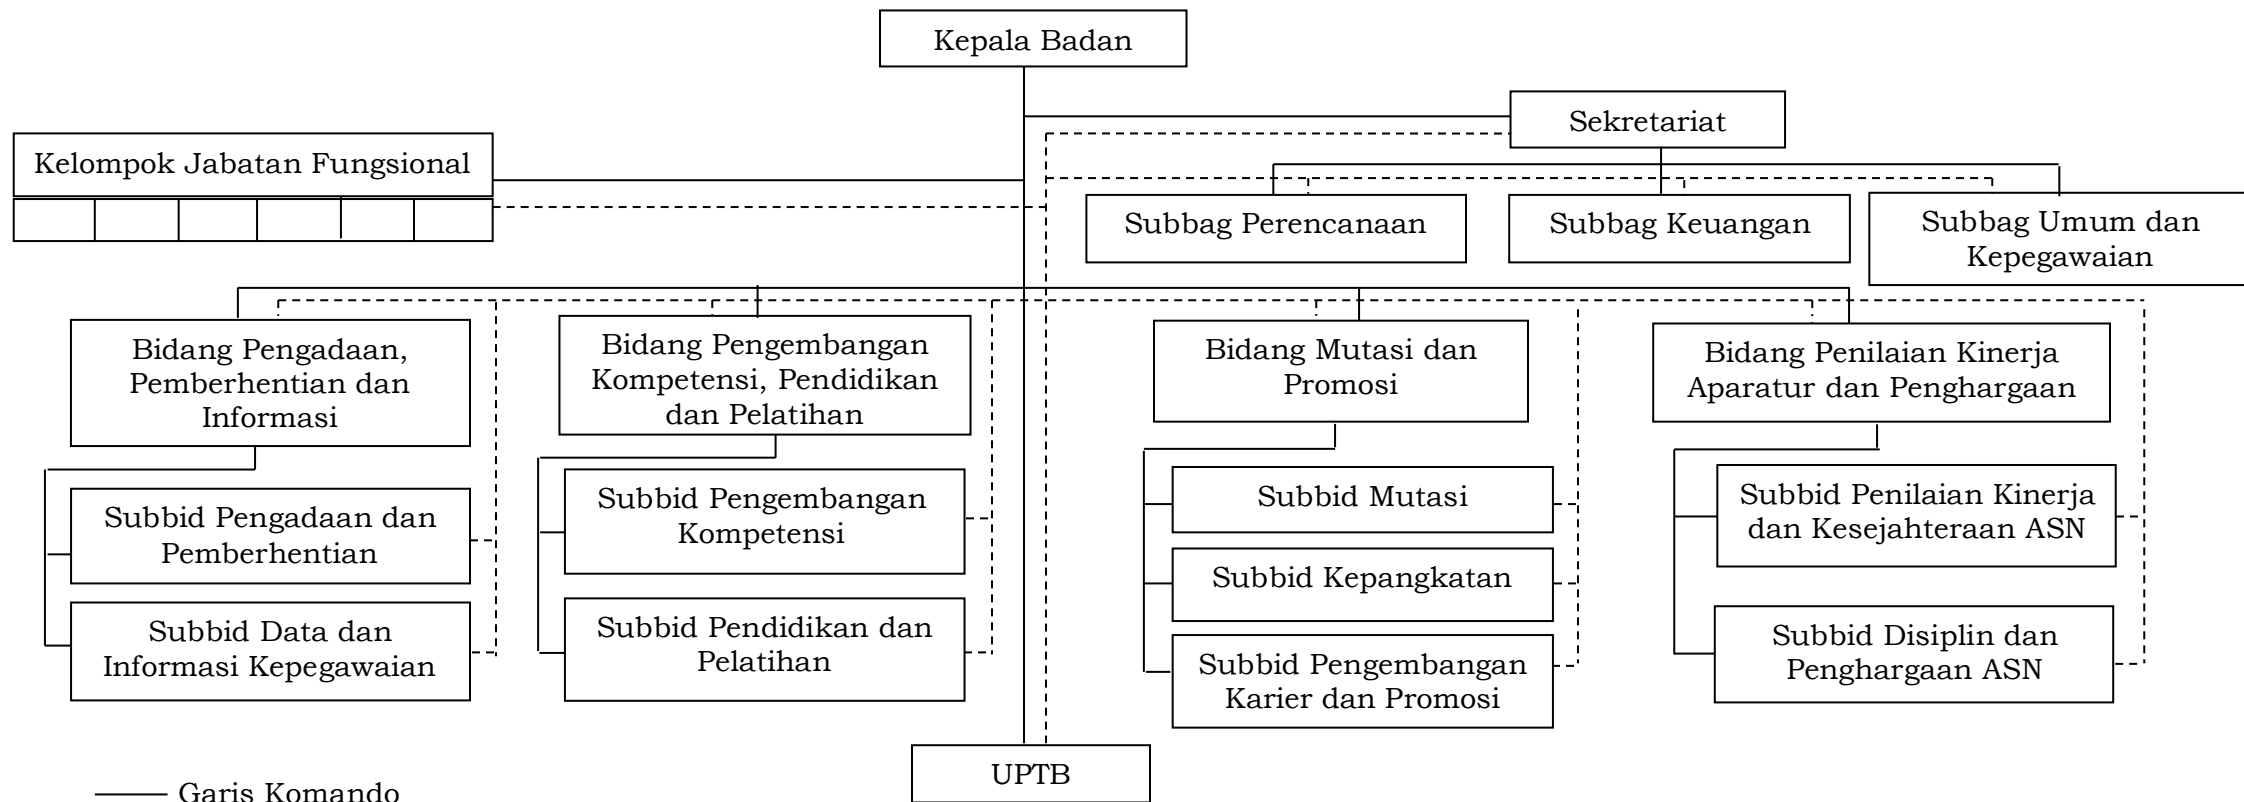 Kepala Badan
Sekretariat
Kelompok Jabatan Fungsional
Subbag Perencanaan
Subbag Keuangan
Subbag Umum dan
Kepegawaian
Bidang Pengadaan,
Pemberhentian dan
Informasi
Bidang Pengembangan
Kompetensi, Pendidikan
dan Pelatihan
Bidang Mutasi dan
Promosi
Bidang Penilaian Kinerja
Aparatur dan Penghargaan
Subbid Pengadaan dan
Pemberhentian
Subbid Data dan
Informasi Kepegawaian
Subbid Pengembangan
Kompetensi
Subbid Pendidikan dan
Pelatihan
Subbid Mutasi
Subbid Kepangkatan
Subbid Pengembangan
Karier dan Promosi
Subbid Penilaian Kinerja
dan Kesejahteraan ASN
Subbid Disiplin dan
Penghargaan ASN
UPTB
Garis Komando